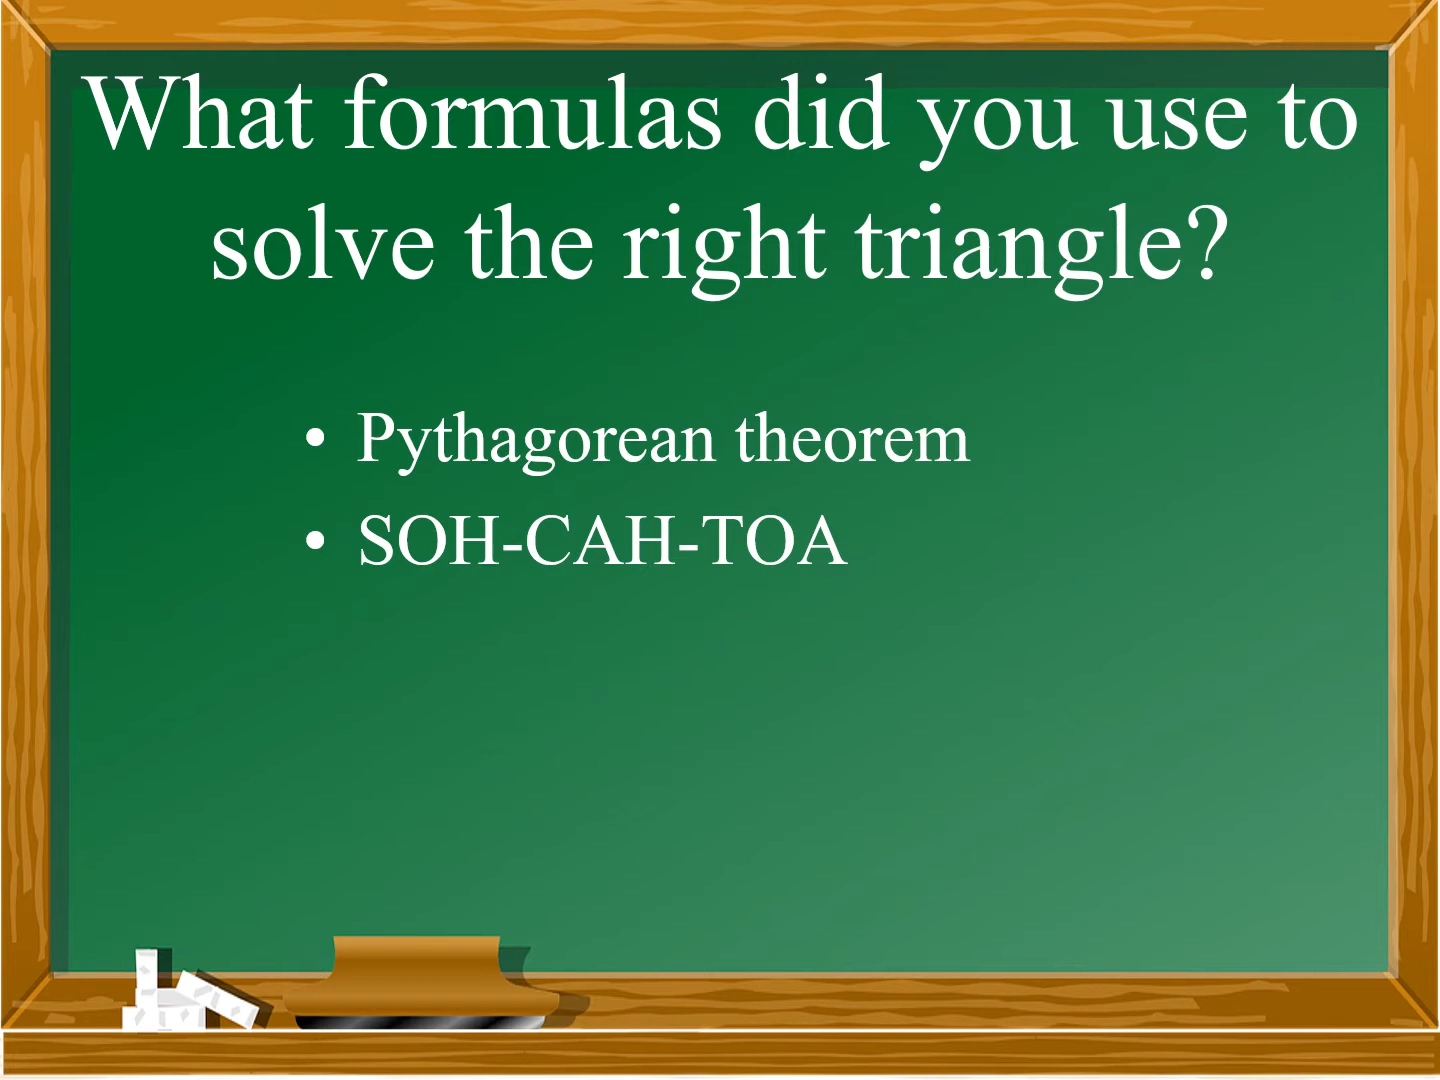 What formulas did you use to
solve the right triangle?
• Pythagorean theorem
• SOH-CAH-TOA